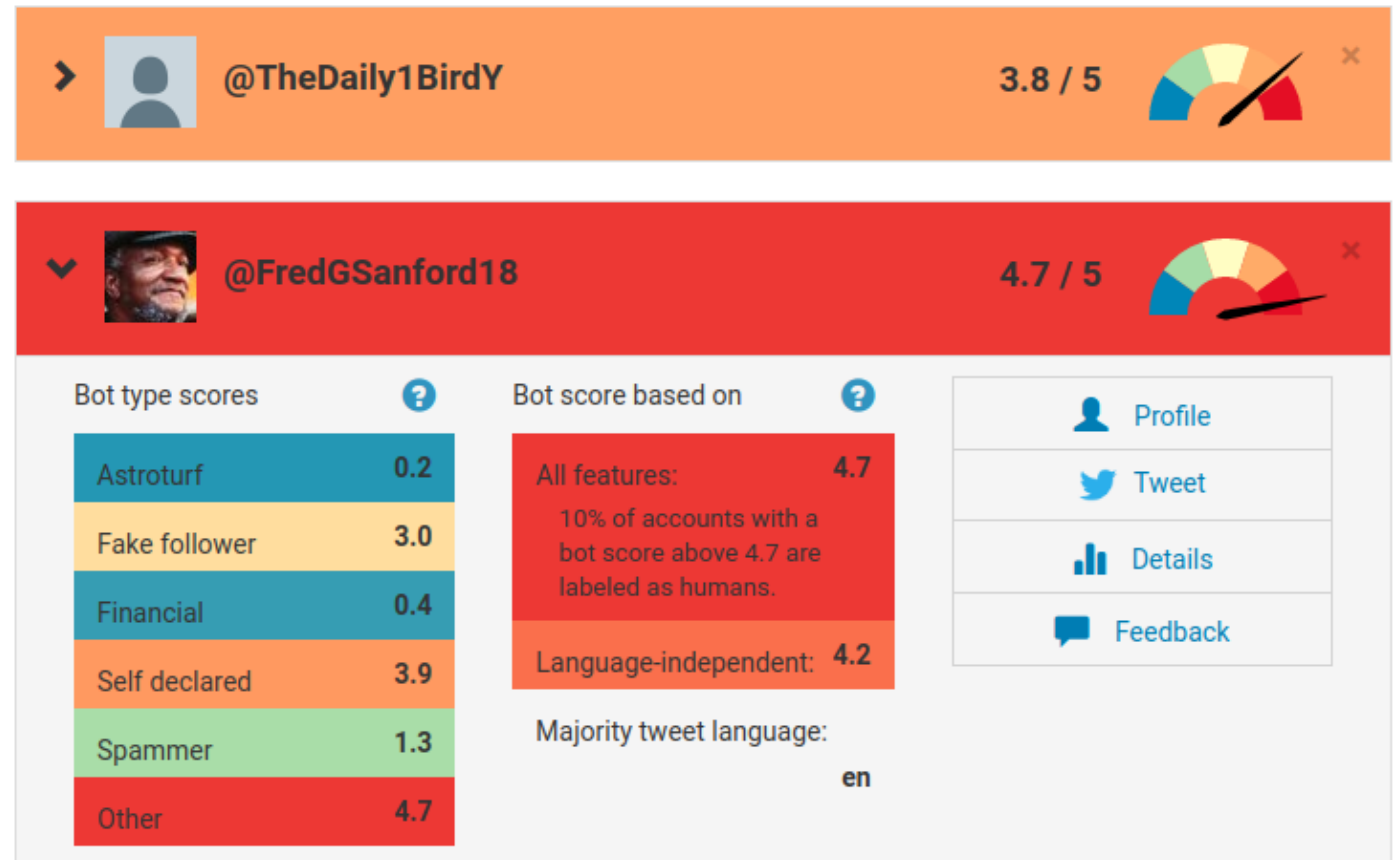 @TheDaily1BirdY 3.8 / 5 ×
@FredGSanford18 4.7 / 5 ×
Bot type scores ?
Astroturf 0.2
Fake follower 3.0
Financial 0.4
Self declared 3.9
Spammer 1.3
Other 4.7
Bot score based on ?
All features: 4.7
10% of accounts with a
bot score above 4.7 are
labeled as humans.
Language-independent: 4.2
Majority tweet language:
en
Profile
Tweet
Details
Feedback